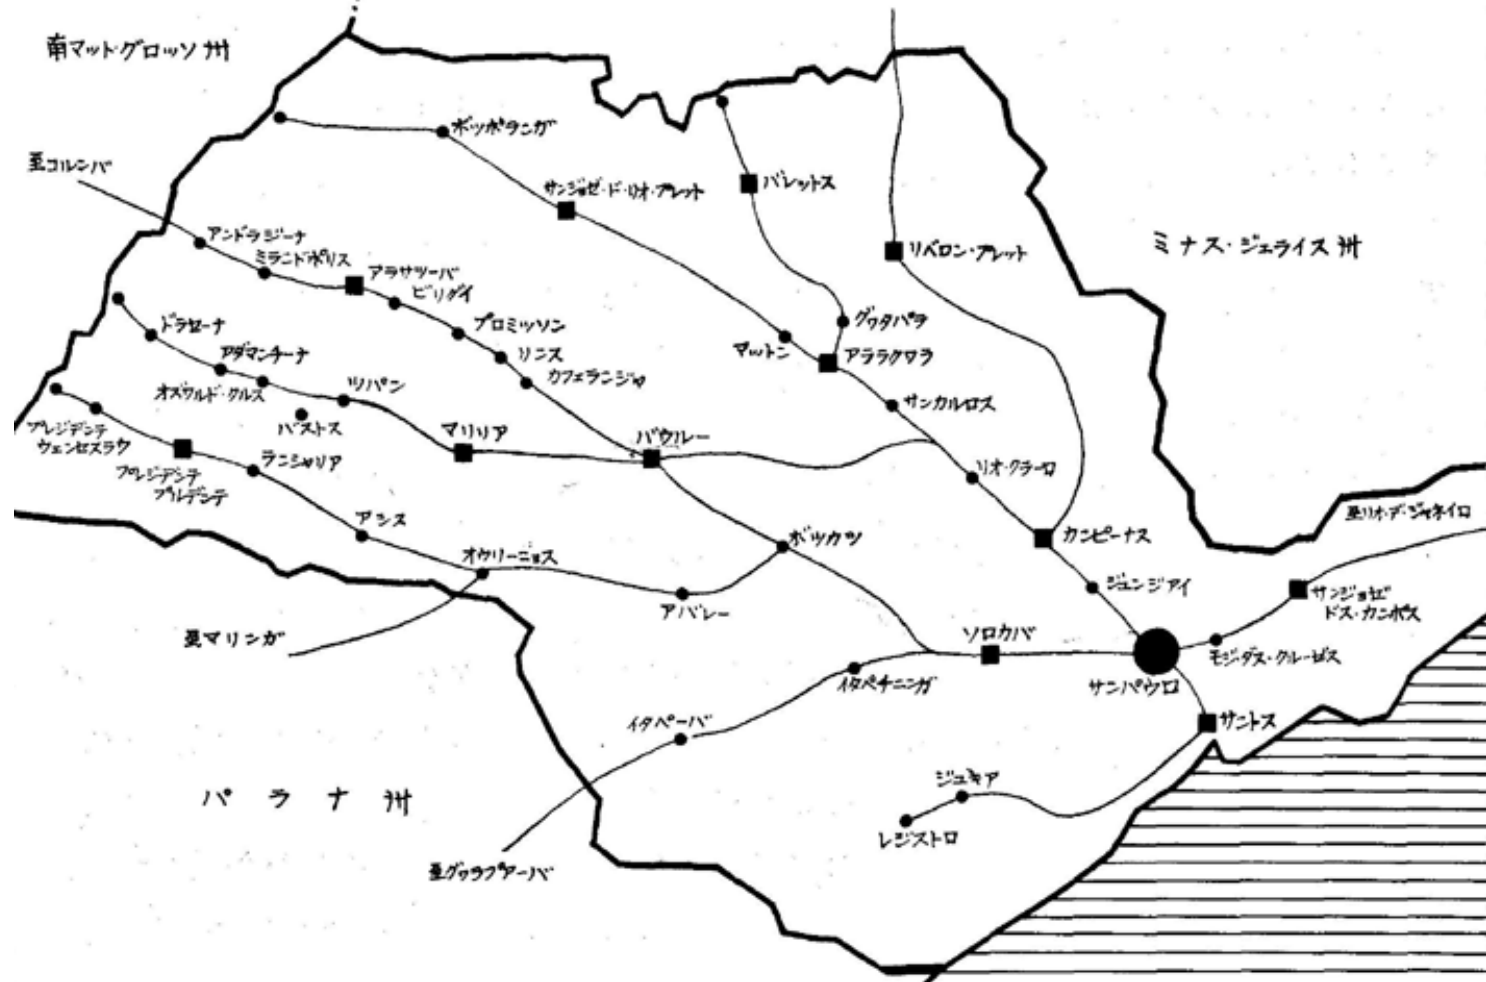 南マット・グロッソ州
ボッポランガ
至コルンバ
サンジョゼ・ド・リオ・プレット
バレットス
アンドラジーナ
ミランドポリス
アラサツーバ
ビリグイ
リベロン・プレット
ミナス・ジェライス州
ドラセーナ
プロミッソン
グワタパラ
アダマンチーナ
リンス
マットン
アララクワラ
オズワルド・クルス
ツパン
カフェランジャ
バストス
サンカルロス
プレジデンテ
ウェンセスラウ
マリリア
バウルー
プレジデンテ
プルデンテ
ランシャリア
リオ・クラーロ
至リオ・デ・ジャネイロ
アシス
オウリーニョス
ボツカツ
カンピーナス
アバレー
ジュンジアイ
サンジョゼ
ドス・カンポス
至マリンガ
ソロカバ
モジ・ダス・クルーゼス
イタペチニンガ
サンパウロ
イタペーバ
サントス
パラナ州
ジュキア
レジストロ
至グワラプアーバ